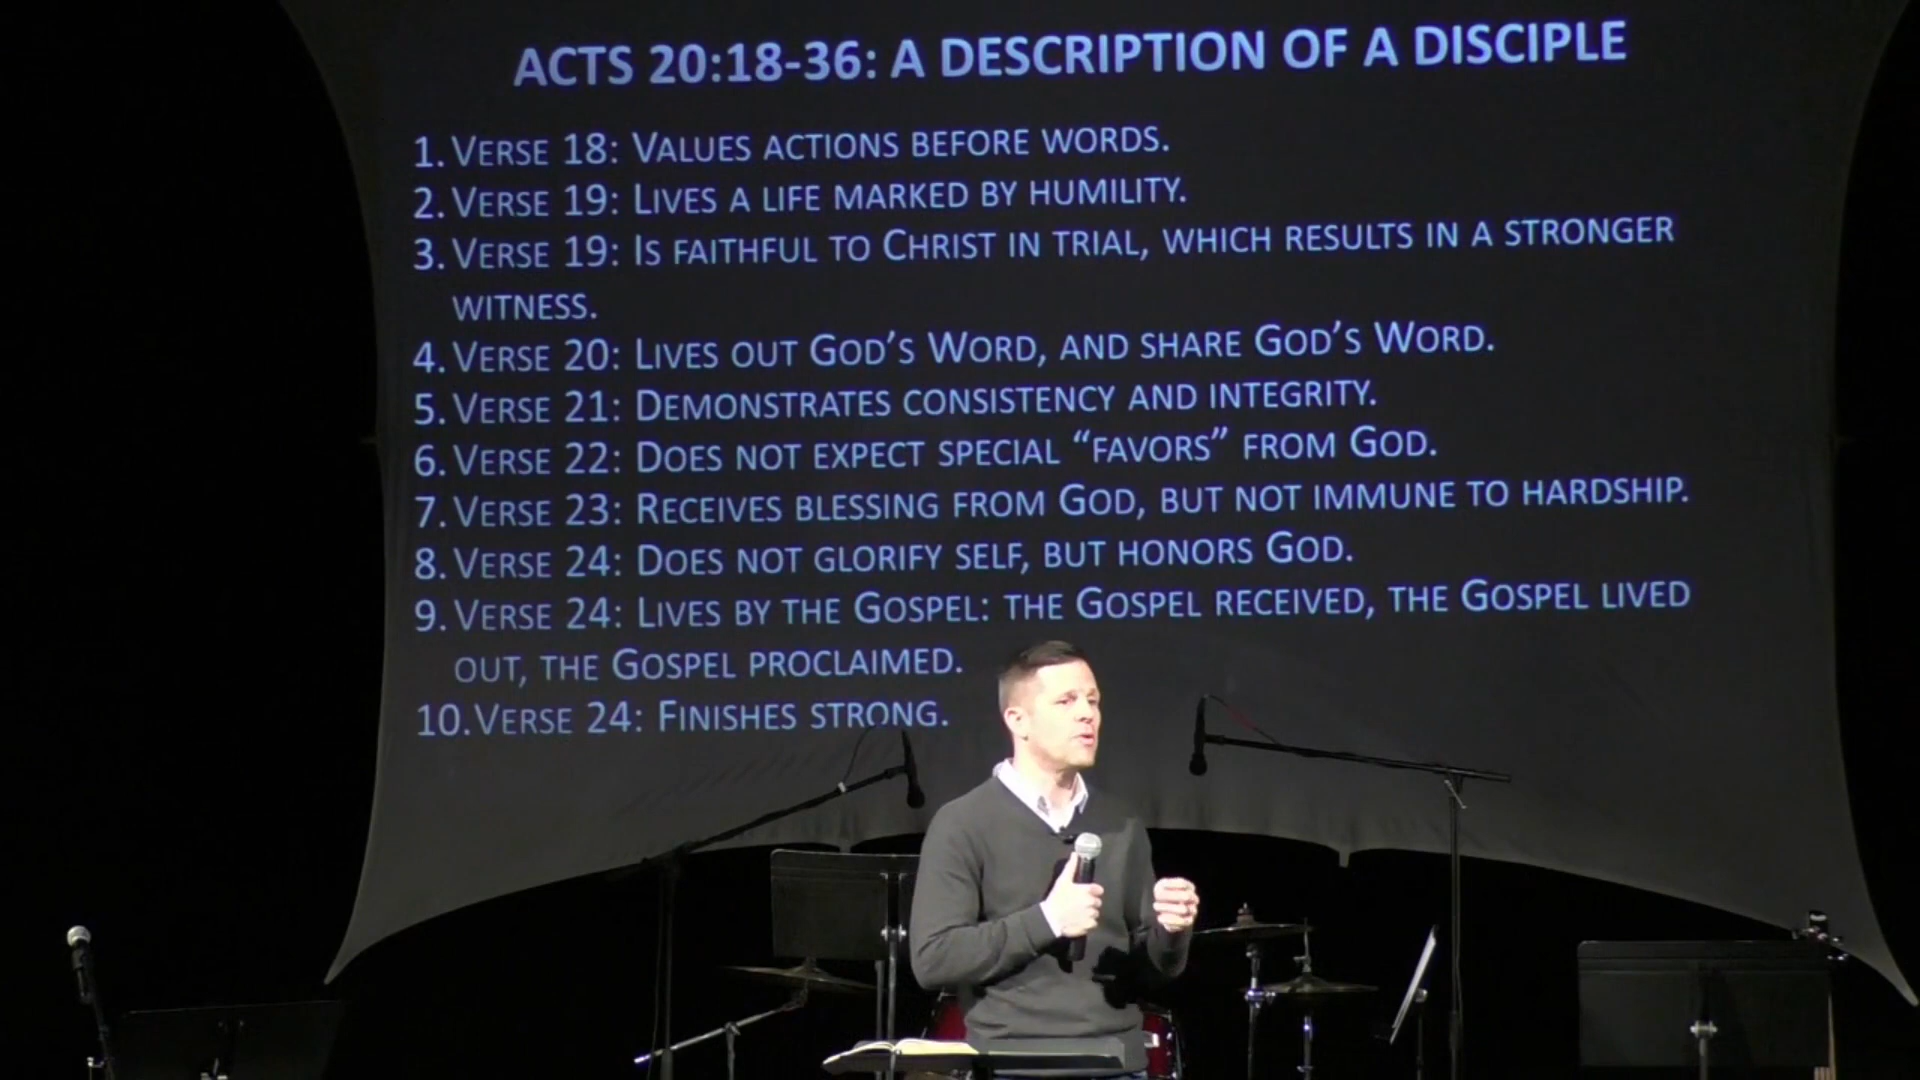 ACTS 20:18-36: A DESCRIPTION OF A DISCIPLE
1. VERSE 18: VALUES ACTIONS BEFORE WORDS.
2. VERSE 19: LIVES A LIFE MARKED BY HUMILITY.
3. VERSE 19: IS FAITHFUL TO CHRIST IN TRIAL, WHICH RESULTS IN A STRONGER
WITNESS.
4. VERSE 20: LIVES OUT GOD'S WORD, AND SHARE GOD'S WORD.
5. VERSE 21: DEMONSTRATES CONSISTENCY AND INTEGRITY.
6. VERSE 22: DOES NOT EXPECT SPECIAL “FAVORS” FROM GOD.
7. VERSE 23: RECEIVES BLESSING FROM GOD, BUT NOT IMMUNE TO HARDSHIP.
8. VERSE 24: DOES NOT GLORIFY SELF, BUT HONORS GOD.
9. VERSE 24: LIVES BY THE GOSPEL: THE GOSPEL RECEIVED, THE GOSPEL LIVED
OUT, THE GOSPEL PROCLAIMED.
10. VERSE 24: FINISHES STRONG.